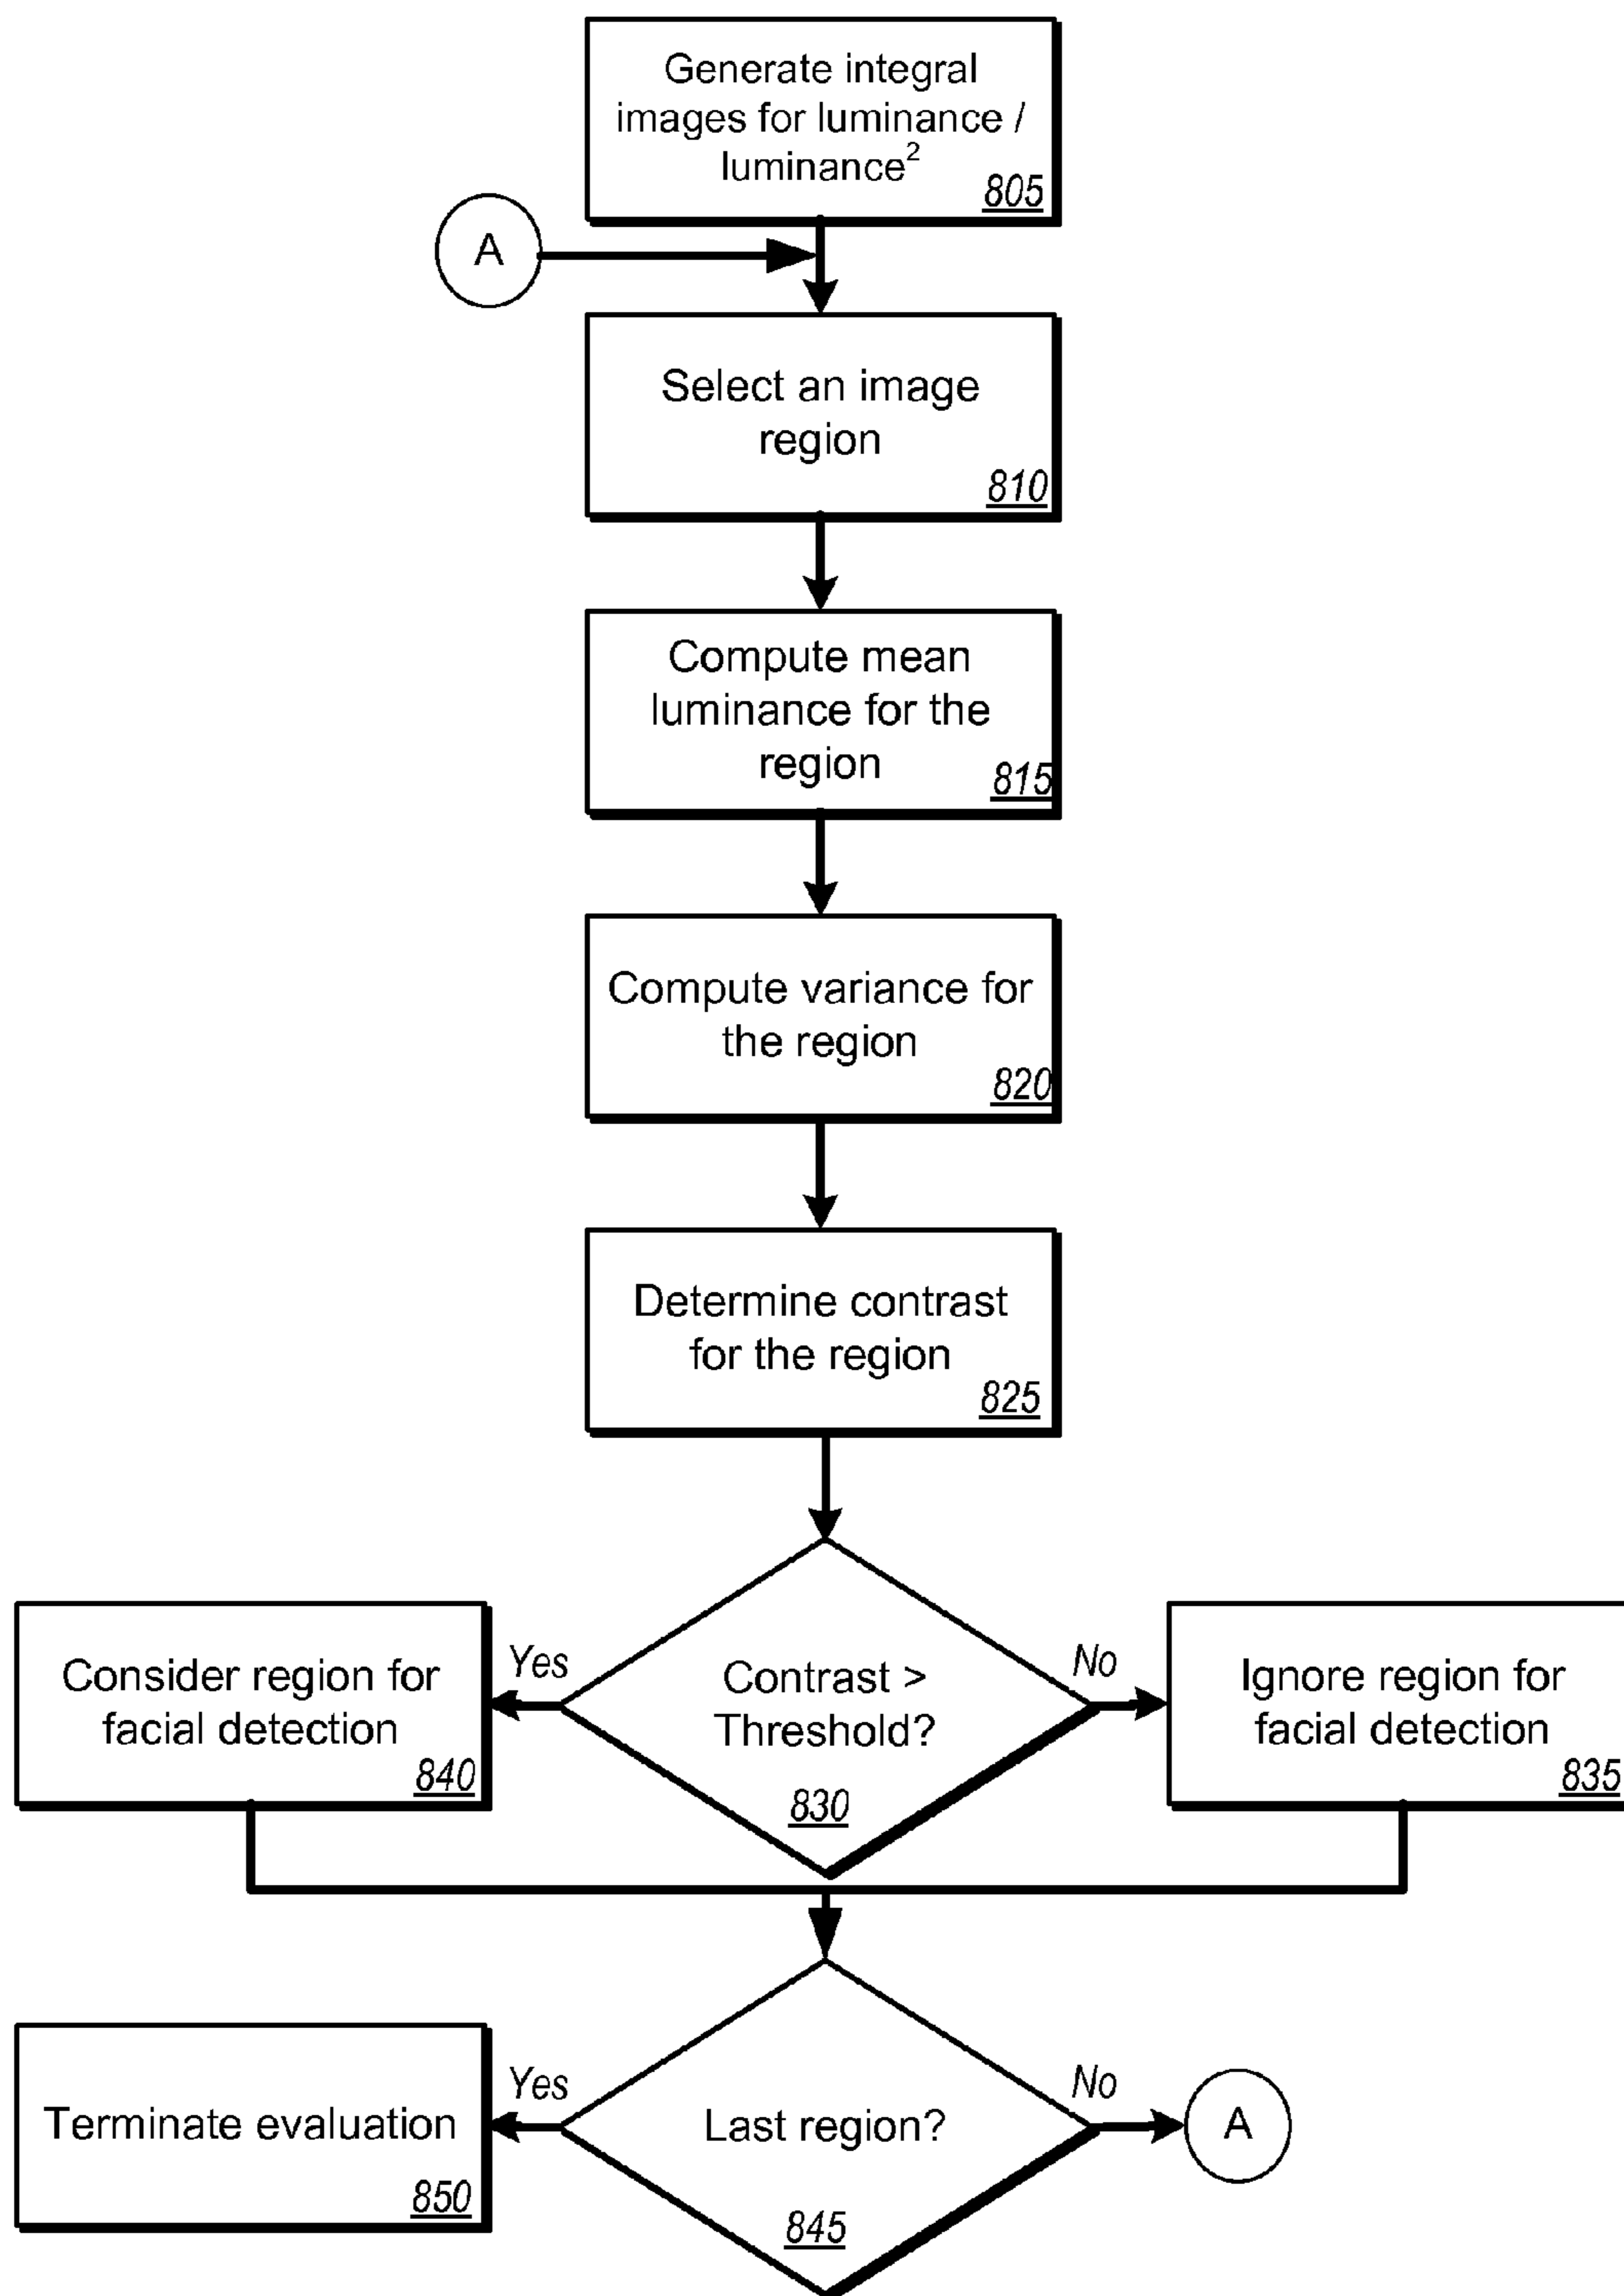 Generate integral
images for luminance /
luminance²
805
A
Select an image
region
810
Compute mean
luminance for the
region
815
Compute variance for
the region
820
Determine contrast
for the region
825
Consider region for
facial detection
840
Yes
Contrast >
Threshold?
830
No
Ignore region for
facial detection
835
Terminate evaluation
850
Yes
Last region?
845
No
A